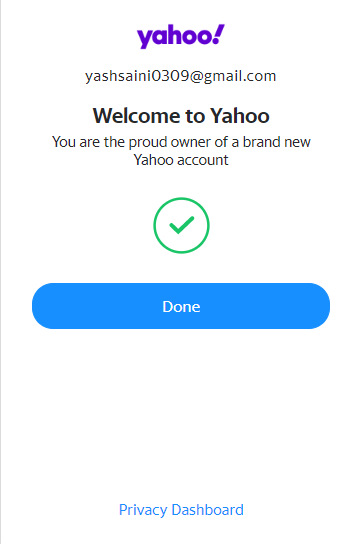 yahoo!
yashsaini0309@gmail.com
Welcome to Yahoo
You are the proud owner of a brand new
Yahoo account
Done
Privacy Dashboard